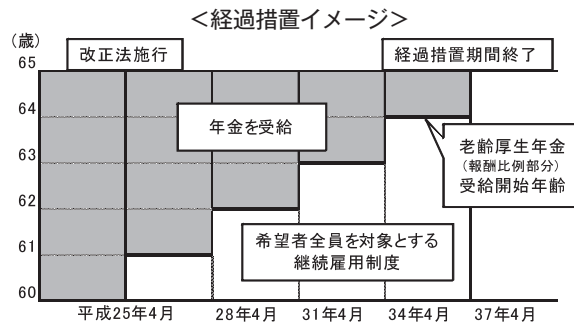 ＜経過措置イメージ＞
（歳）
65
64
63
62
61
60
改正法施行
経過措置期間終了
年金を受給
老齢厚生年金
（報酬比例部分）
受給開始年齢
希望者全員を対象とする
継続雇用制度
平成25年4月
28年4月
31年4月
34年4月
37年4月